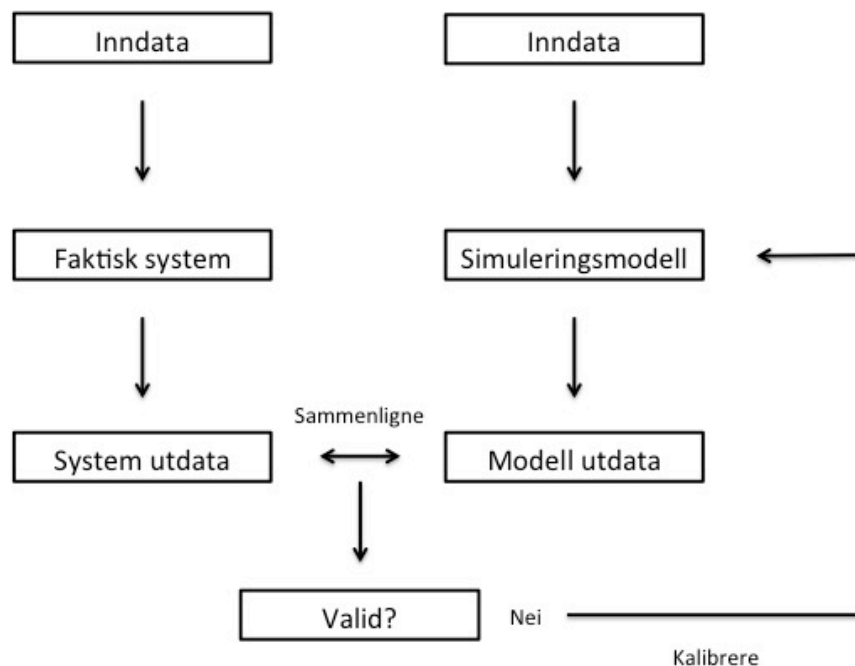 Inndata
Inndata
Faktisk system
Simuleringsmodell
Sammenligne
System utdata
Modell utdata
Valid?
Nei
Kalibrere